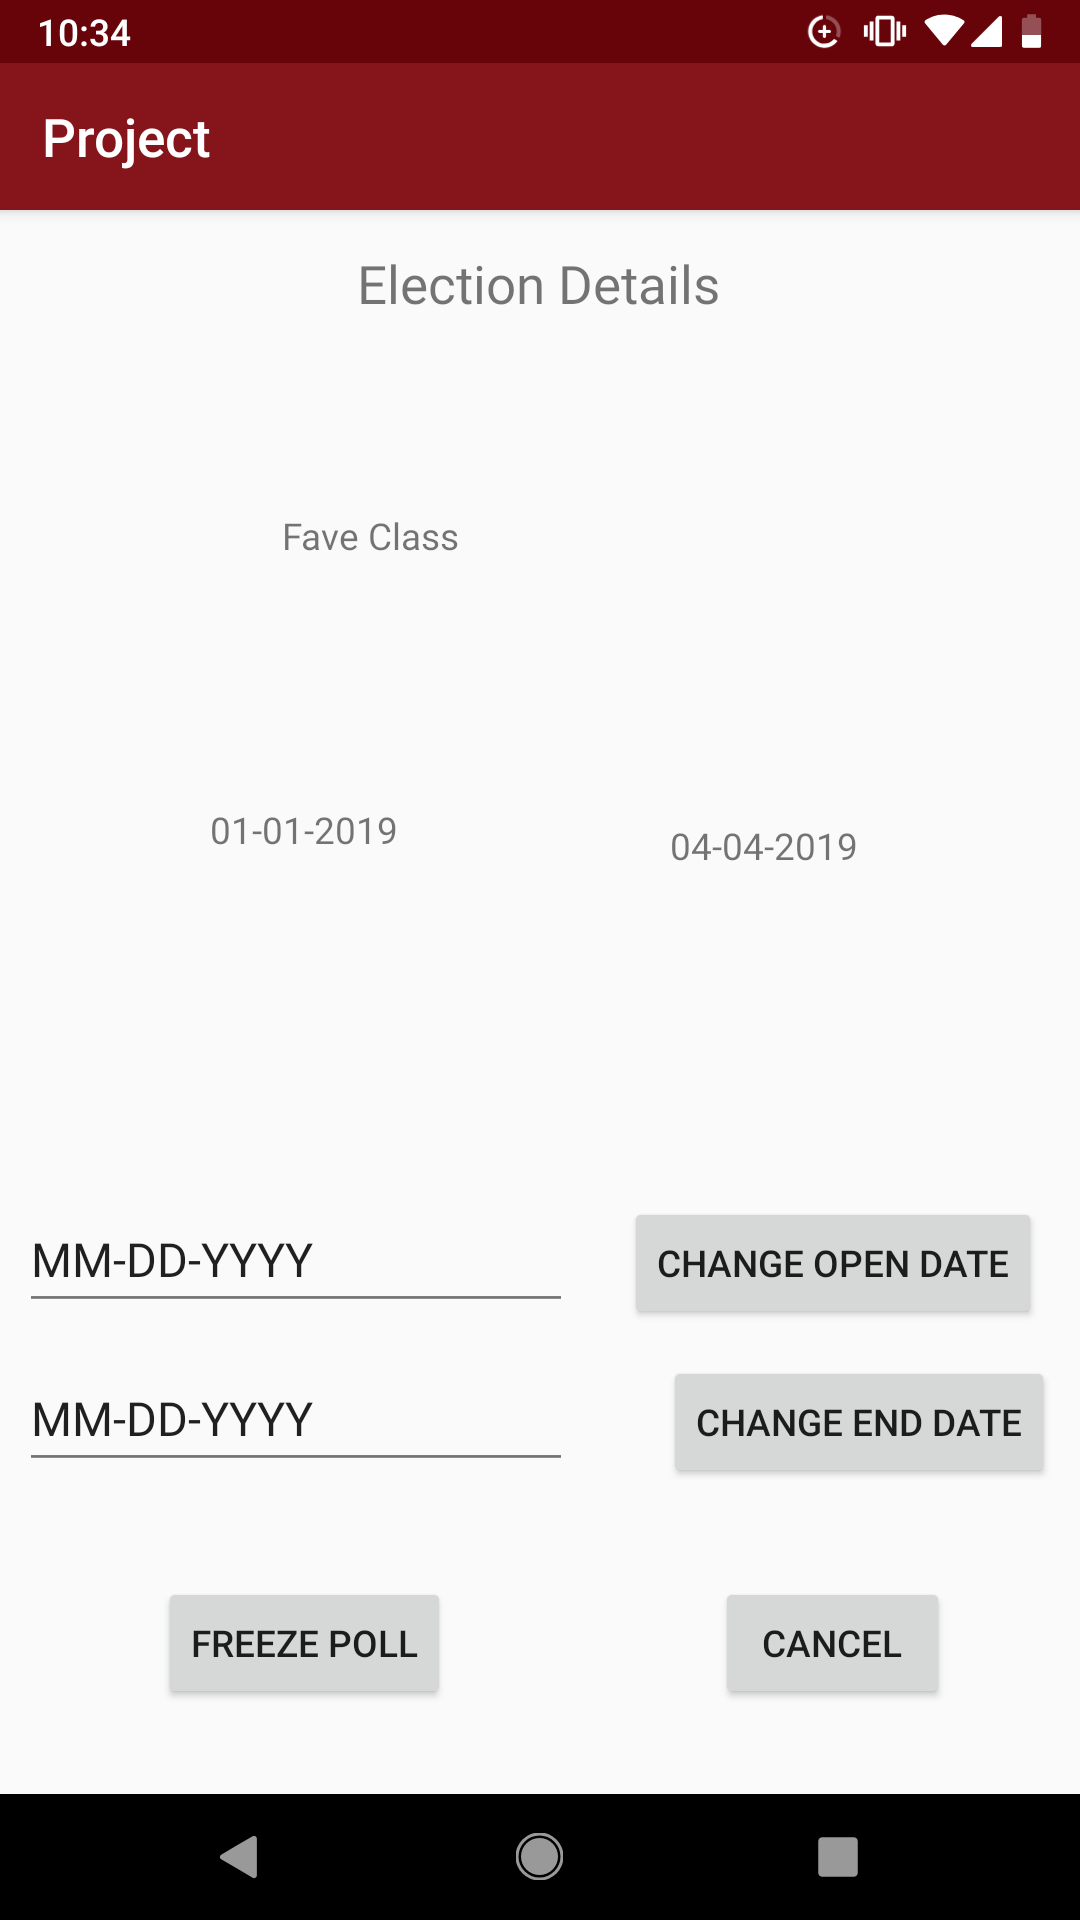 10:34
Project
Election Details
Fave Class
01-01-2019
04-04-2019
MM-DD-YYYY
CHANGE OPEN DATE
MM-DD-YYYY
CHANGE END DATE
FREEZE POLL
CANCEL